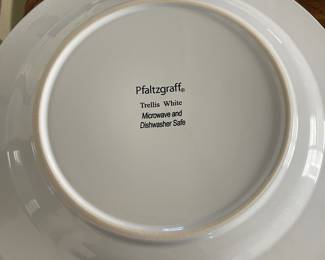 Pfaltzgraff®
Trellis White
Microwave and
Dishwasher Safe